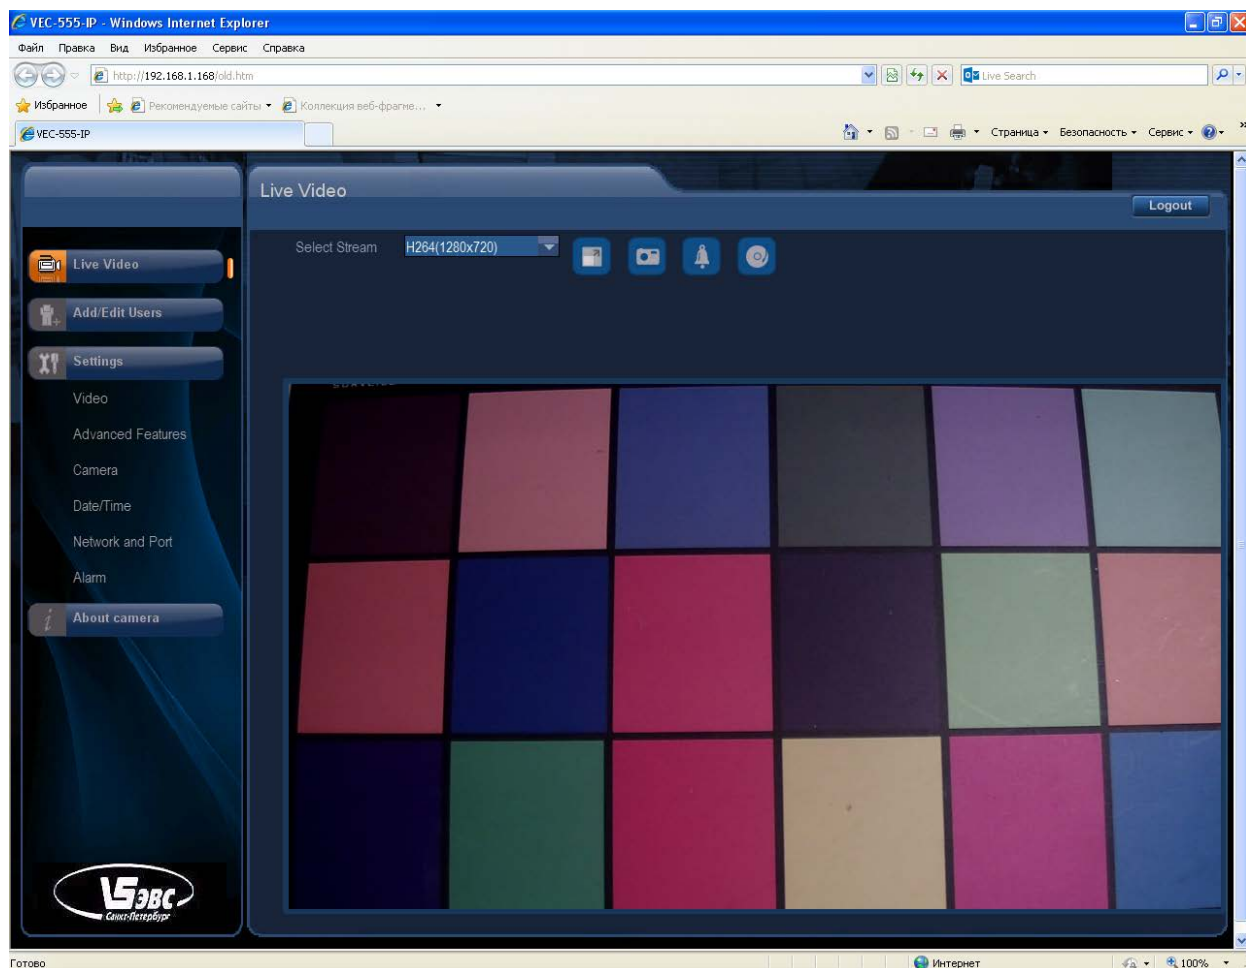 VEC-555-IP - Windows Internet Explorer
Файл Правка Вид Избранное Сервис Справка
http://192.168.1.168/old.htm
Live Search
Избранное
Рекомендуемые сайты
Коллекция веб-фрагме...
VEC-555-IP
Страница
Безопасность
Сервис
Live Video
Logout
Select Stream
H264(1280x720)
Live Video
Add/Edit Users
Settings
Video
Advanced Features
Camera
Date/Time
Network and Port
Alarm
About camera
ЭВС
Санкт-Петербург
Готово
Интернет
100%